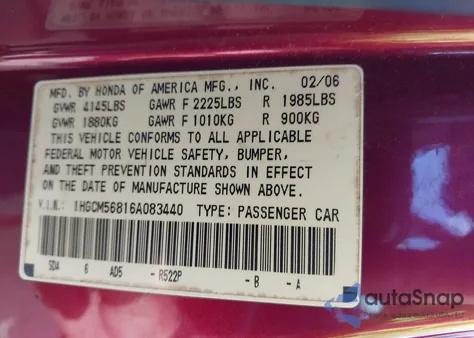 MFD. BY HONDA OF AMERICA MFG., INC. 02/06
GVWR 4145LBS GAWR F 2225LBS R 1985LBS
GVWR 1880KG GAWR F 1010KG R 900KG
THIS VEHICLE CONFORMS TO ALL APPLICABLE
FEDERAL MOTOR VEHICLE SAFETY, BUMPER,
AND THEFT PREVENTION STANDARDS IN EFFECT
ON THE DATE OF MANUFACTURE SHOWN ABOVE.
V.I.N.: 1HGCM56816A083440 TYPE: PASSENGER CAR
SDA 6 AD5 - R522P - B - A
autoSnap